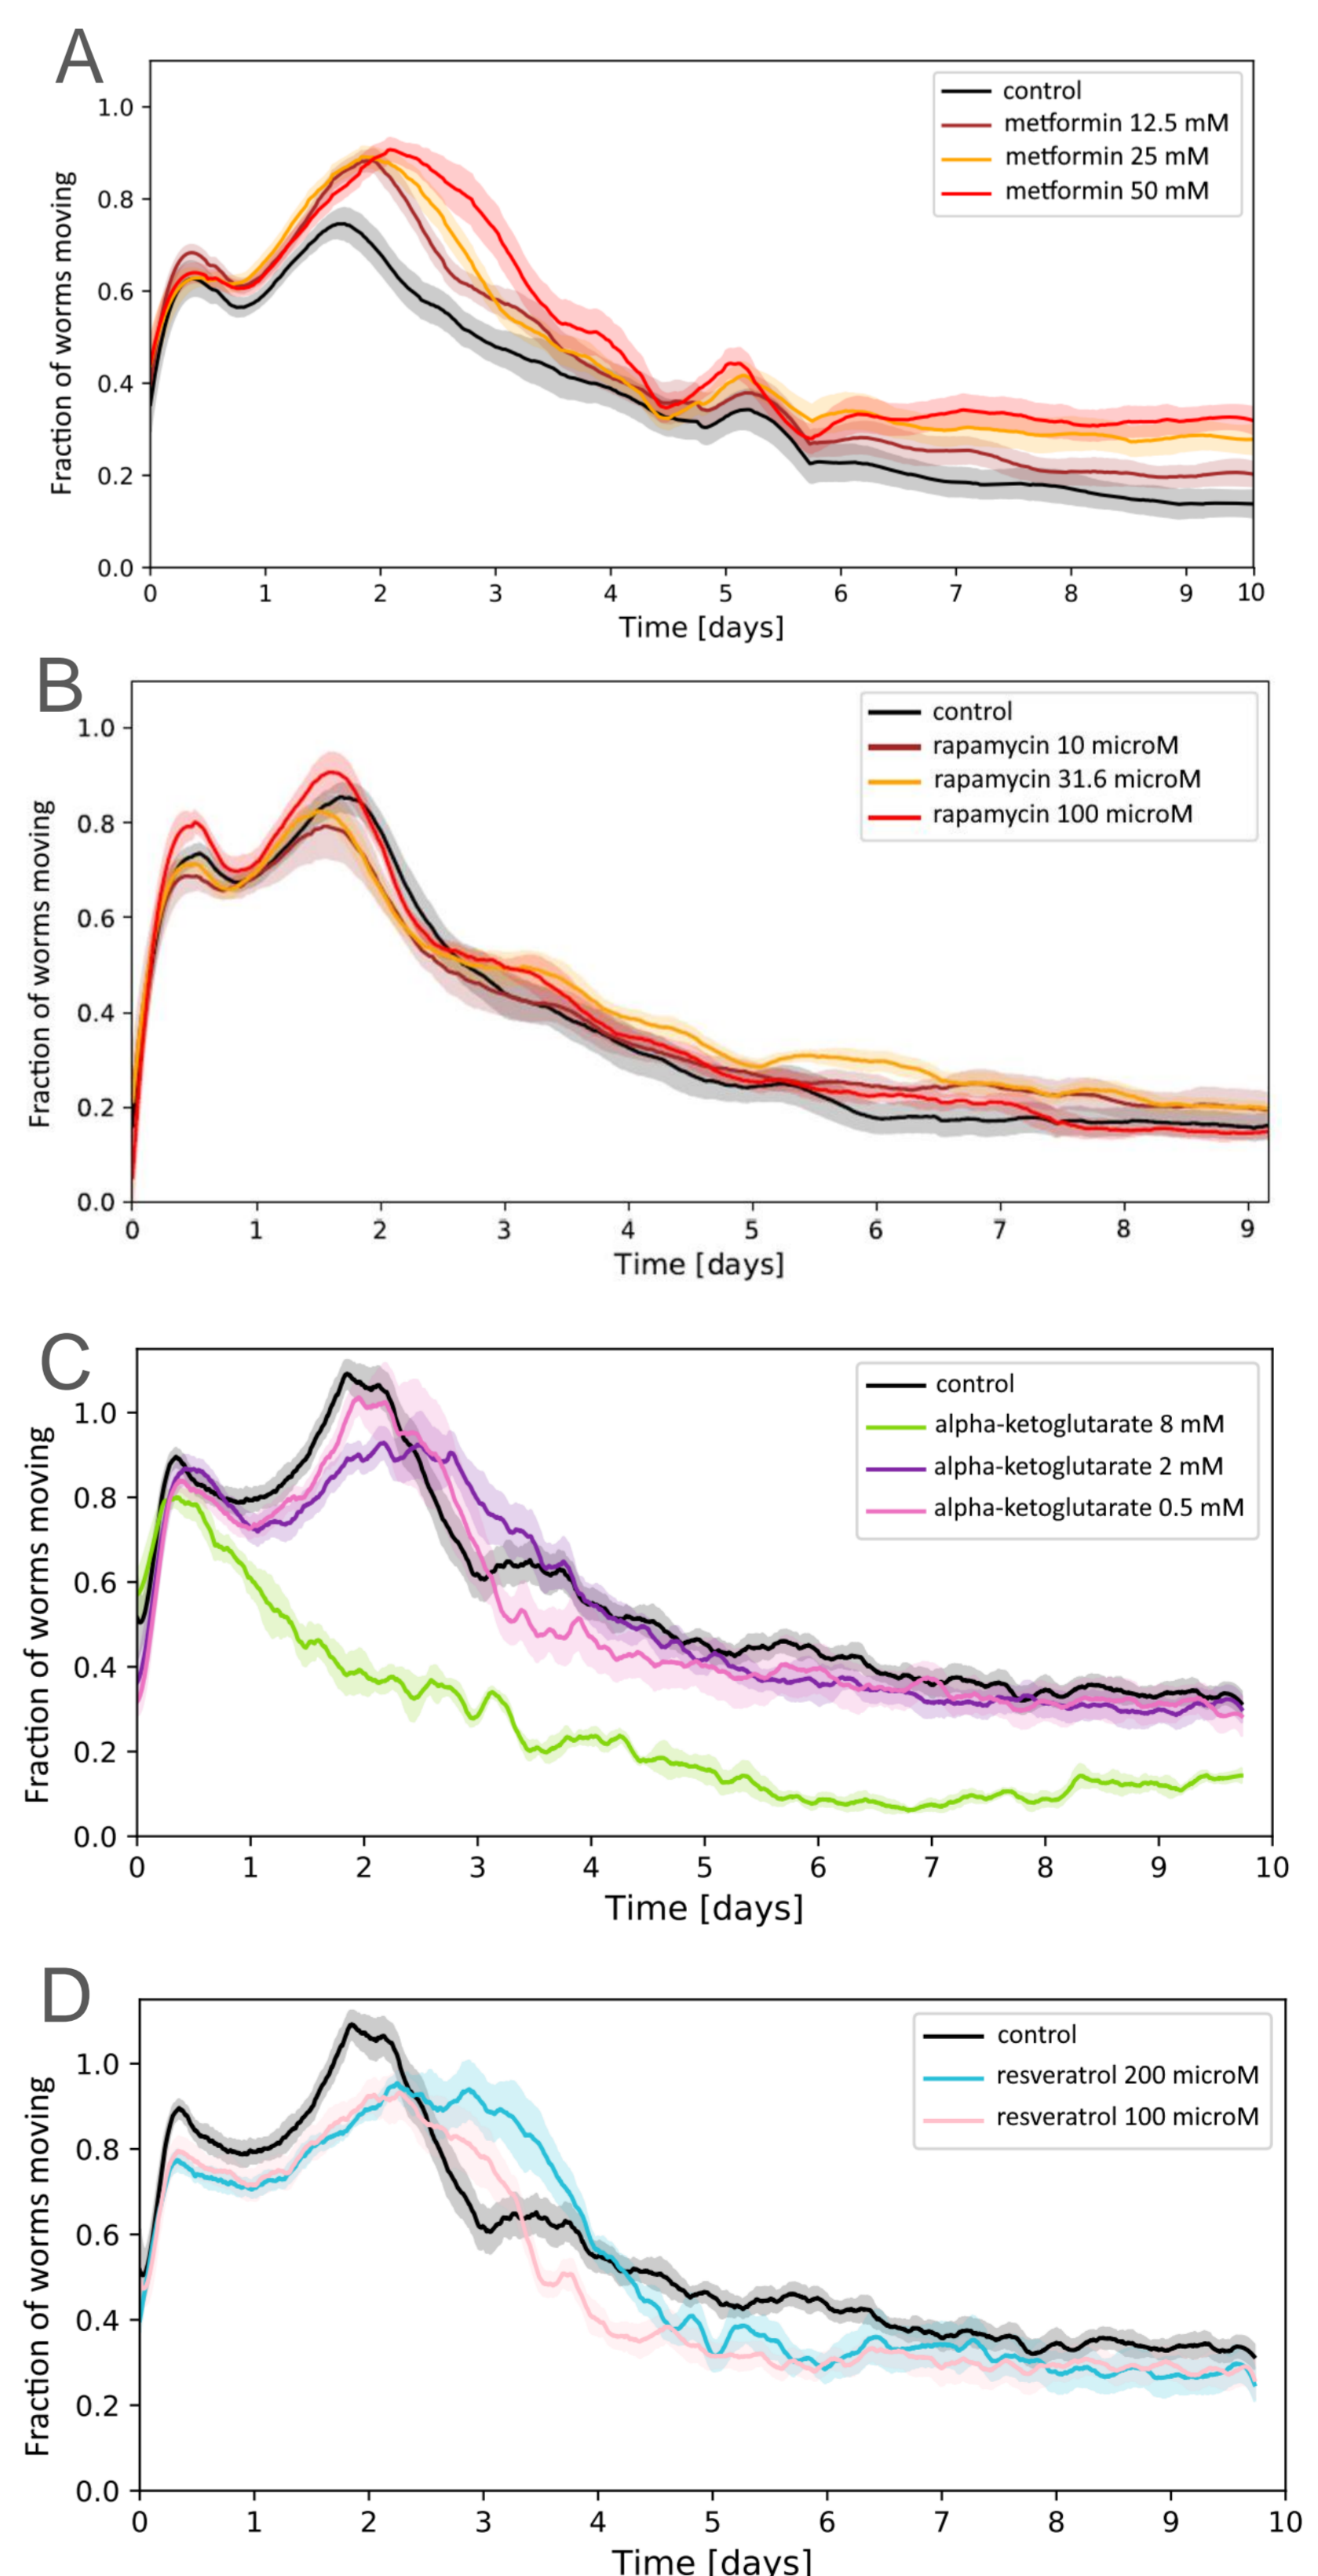 A
Fraction of worms moving
1.0
0.8
0.6
0.4
0.2
0.0
control
metformin 12.5 mM
metformin 25 mM
metformin 50 mM
0 1 2 3 4 5 6 7 8 9 10
Time [days]
B
Fraction of worms moving
1.0
0.8
0.6
0.4
0.2
0.0
control
rapamycin 10 microM
rapamycin 31.6 microM
rapamycin 100 microM
0 1 2 3 4 5 6 7 8 9
Time [days]
C
Fraction of worms moving
1.0
0.8
0.6
0.4
0.2
0.0
control
alpha-ketoglutarate 8 mM
alpha-ketoglutarate 2 mM
alpha-ketoglutarate 0.5 mM
0 1 2 3 4 5 6 7 8 9 10
Time [days]
D
Fraction of worms moving
1.0
0.8
0.6
0.4
0.2
0.0
control
resveratrol 200 microM
resveratrol 100 microM
0 1 2 3 4 5 6 7 8 9 10
Time [days]